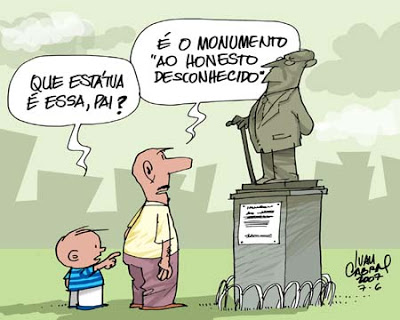 QUE ESTÁTUA
É ESSA, PAI?
É O MONUMENTO
"AO HONESTO
DESCONHECIDO".
IVAN
CABRAL
2007
7-6